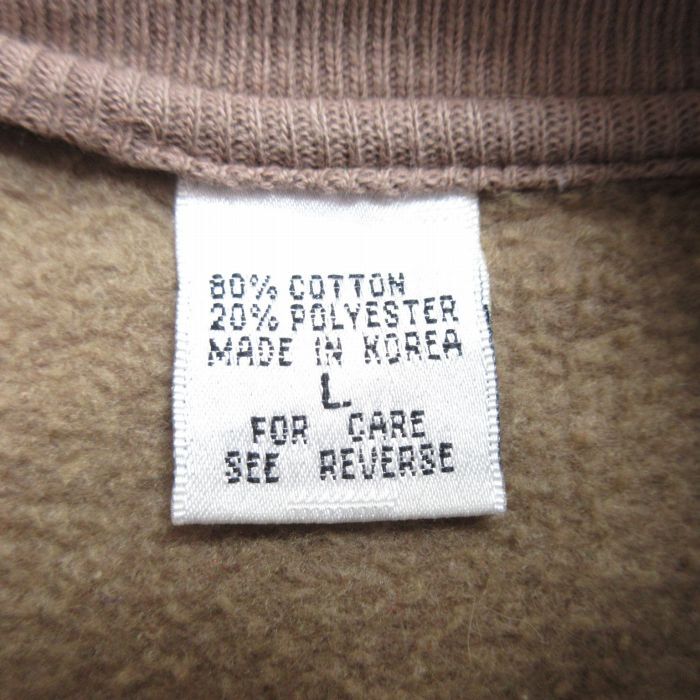 80% COTTON
20% POLYESTER
MADE IN KOREA
L
FOR CARE
SEE REVERSE